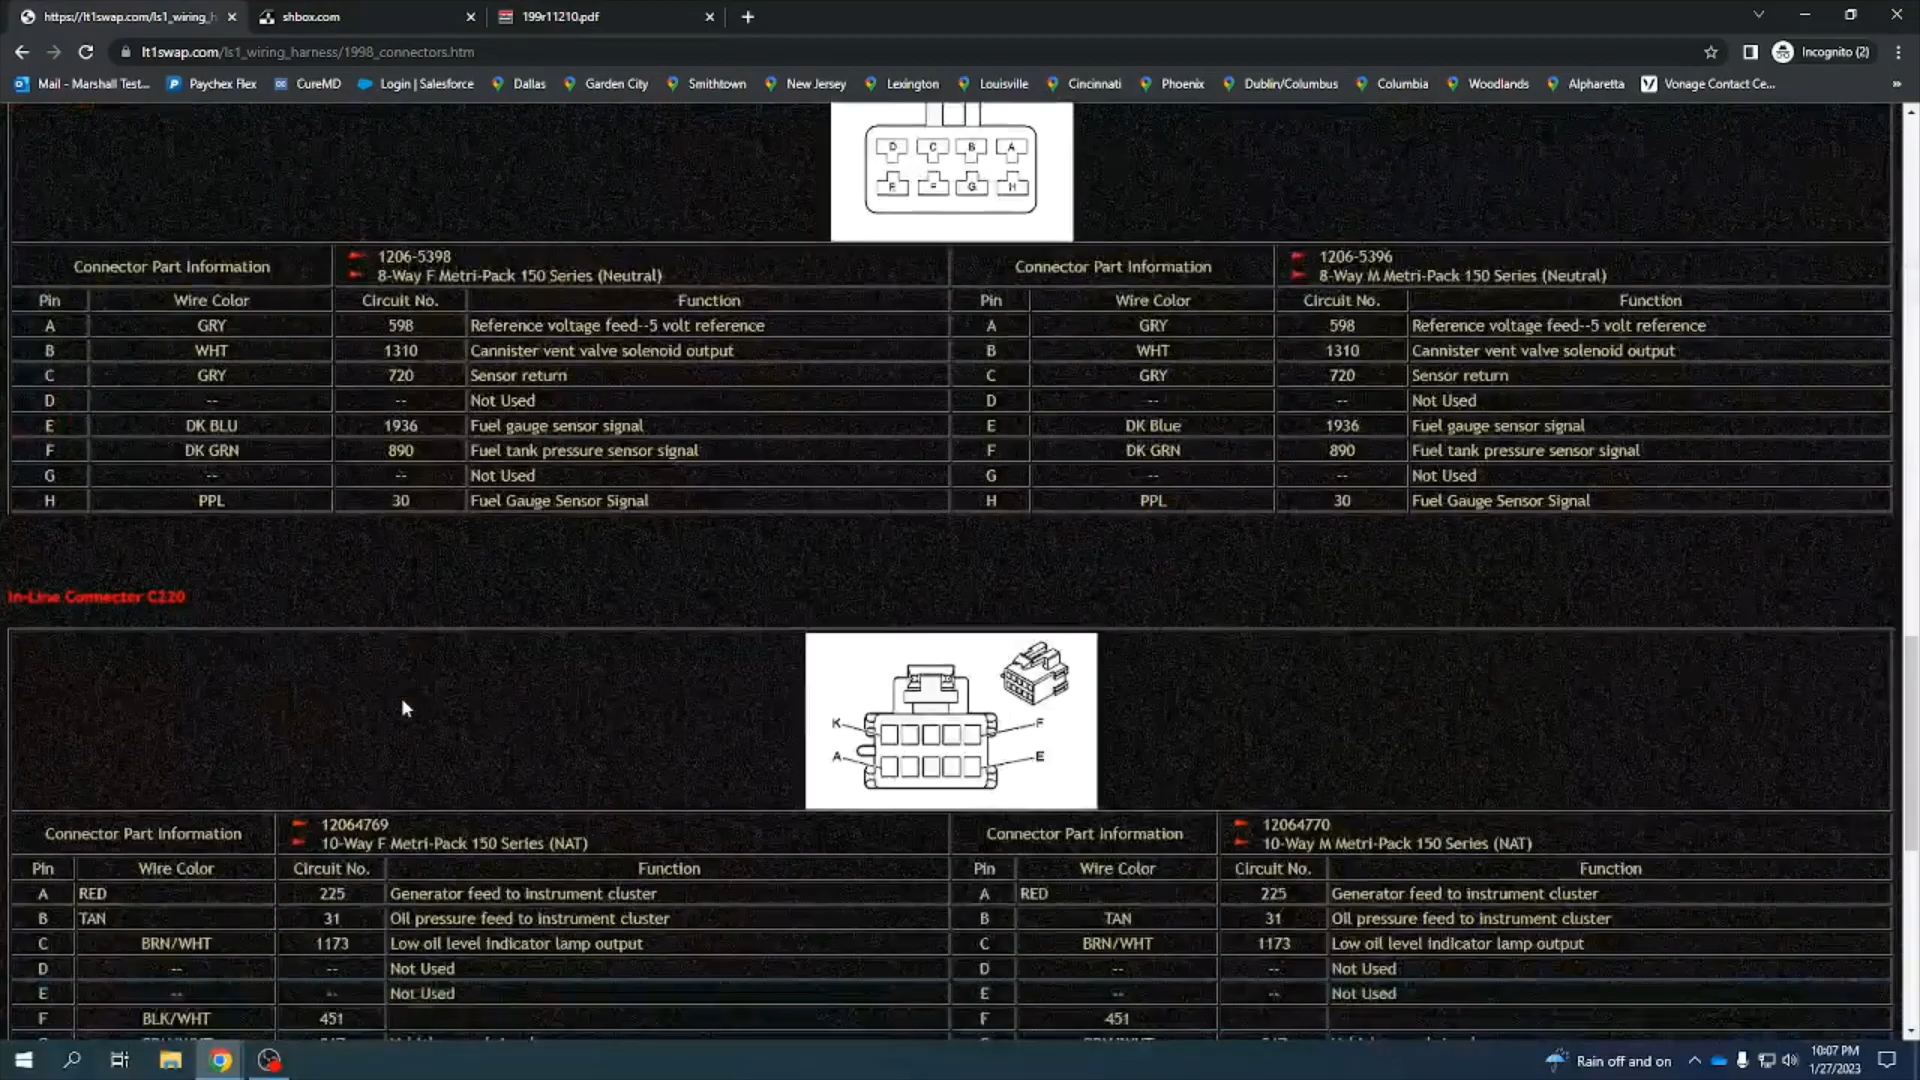 https://lt1swap.com/ls1_wiring_h
shbox.com
199r11210.pdf
lt1swap.com/ls1_wiring_harness/1998_connectors.htm
Incognito (2)
Mail - Marshall Test... Paychex Flex CureMD Login | Salesforce Dallas Garden City Smithtown New Jersey Lexington Louisville Cincinnati Phoenix Dublin/Columbus Columbia Woodlands Alpharetta Vonage Contact Ce... »
D C B A
E F G H
Connector Part Information 1206-5398 Connector Part Information 1206-5396
8-Way F Metri-Pack 150 Series (Neutral) 8-Way M Metri-Pack 150 Series (Neutral)
Pin Wire Color Circuit No. Function Pin Wire Color Circuit No. Function
A GRY 598 Reference voltage feed--5 volt reference A GRY 598 Reference voltage feed--5 volt reference
B WHT 1310 Cannister vent valve solenoid output B WHT 1310 Cannister vent valve solenoid output
C GRY 720 Sensor return C GRY 720 Sensor return
D -- -- Not Used D -- -- Not Used
E DK BLU 1936 Fuel gauge sensor signal E DK Blue 1936 Fuel gauge sensor signal
F DK GRN 890 Fuel tank pressure sensor signal F DK GRN 890 Fuel tank pressure sensor signal
G -- -- Not Used G -- -- Not Used
H PPL 30 Fuel Gauge Sensor Signal H PPL 30 Fuel Gauge Sensor Signal
In-Line Connector C220
K F
A E
Connector Part Information 12064769 Connector Part Information 12064770
10-Way F Metri-Pack 150 Series (NAT) 10-Way M Metri-Pack 150 Series (NAT)
Pin Wire Color Circuit No. Function Pin Wire Color Circuit No. Function
A RED 225 Generator feed to instrument cluster A RED 225 Generator feed to instrument cluster
B TAN 31 Oil pressure feed to instrument cluster B TAN 31 Oil pressure feed to instrument cluster
C BRN/WHT 1173 Low oil level indicator lamp output C BRN/WHT 1173 Low oil level indicator lamp output
D -- -- Not Used D -- -- Not Used
E -- -- Not Used E -- -- Not Used
F BLK/WHT 451 F 451
Rain off and on
10:07 PM
1/27/2023